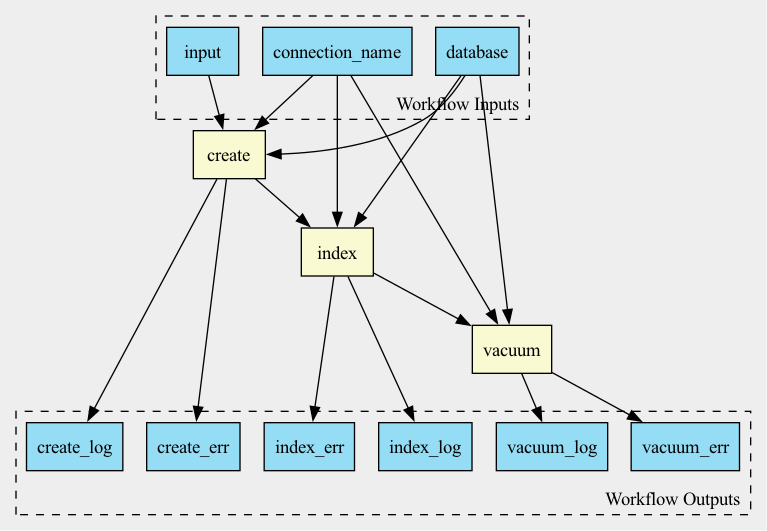 input
connection_name
database
Workflow Inputs
create
index
vacuum
create_log
create_err
index_err
index_log
vacuum_log
vacuum_err
Workflow Outputs